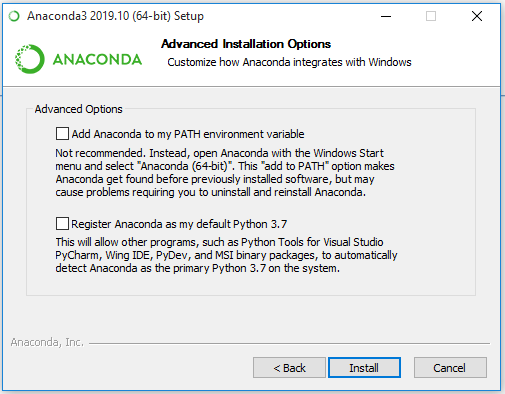 Anaconda3 2019.10 (64-bit) Setup
ANACONDA
Advanced Installation Options
Customize how Anaconda integrates with Windows
Advanced Options
Add Anaconda to my PATH environment variable
Not recommended. Instead, open Anaconda with the Windows Start
menu and select "Anaconda (64-bit)". This "add to PATH" option makes
Anaconda get found before previously installed software, but may
cause problems requiring you to uninstall and reinstall Anaconda.
Register Anaconda as my default Python 3.7
This will allow other programs, such as Python Tools for Visual Studio
PyCharm, Wing IDE, PyDev, and MSI binary packages, to automatically
detect Anaconda as the primary Python 3.7 on the system.
Anaconda, Inc.
< Back Install Cancel